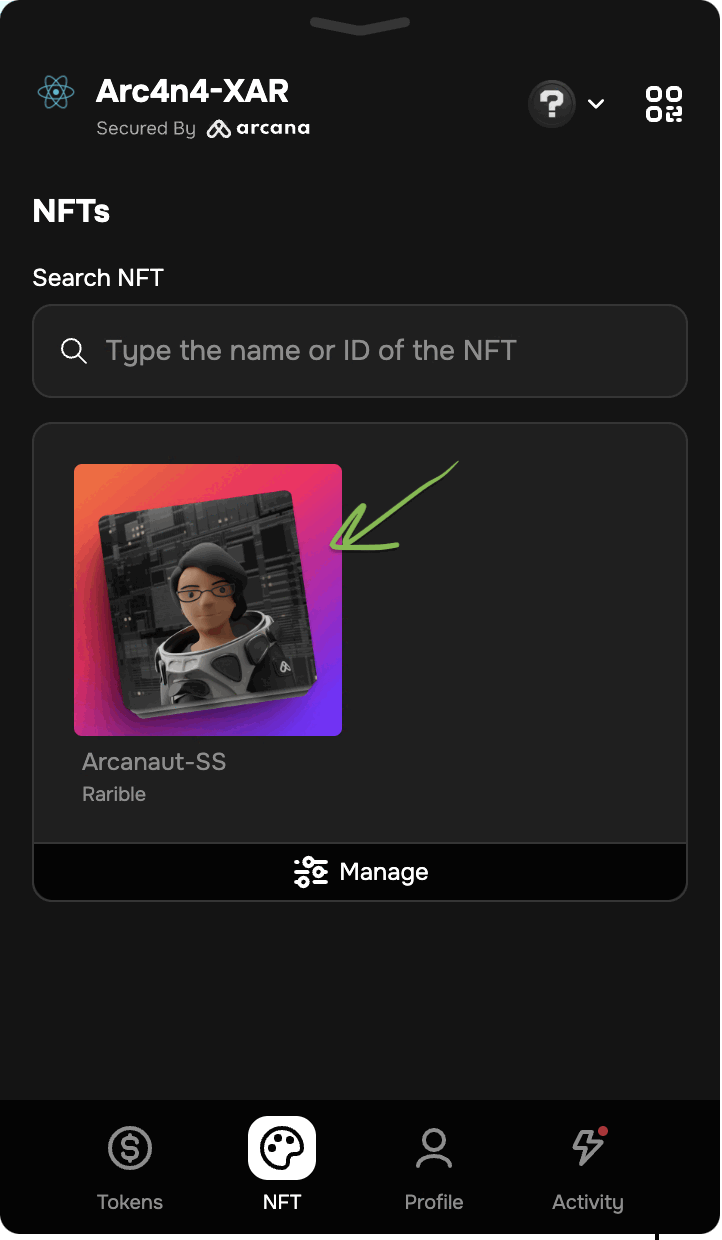 Arc4n4-XAR
Secured By arcana
?
NFTs
Search NFT
Type the name or ID of the NFT
Arcanaut-SS
Rarible
Manage
Tokens
NFT
Profile
Activity